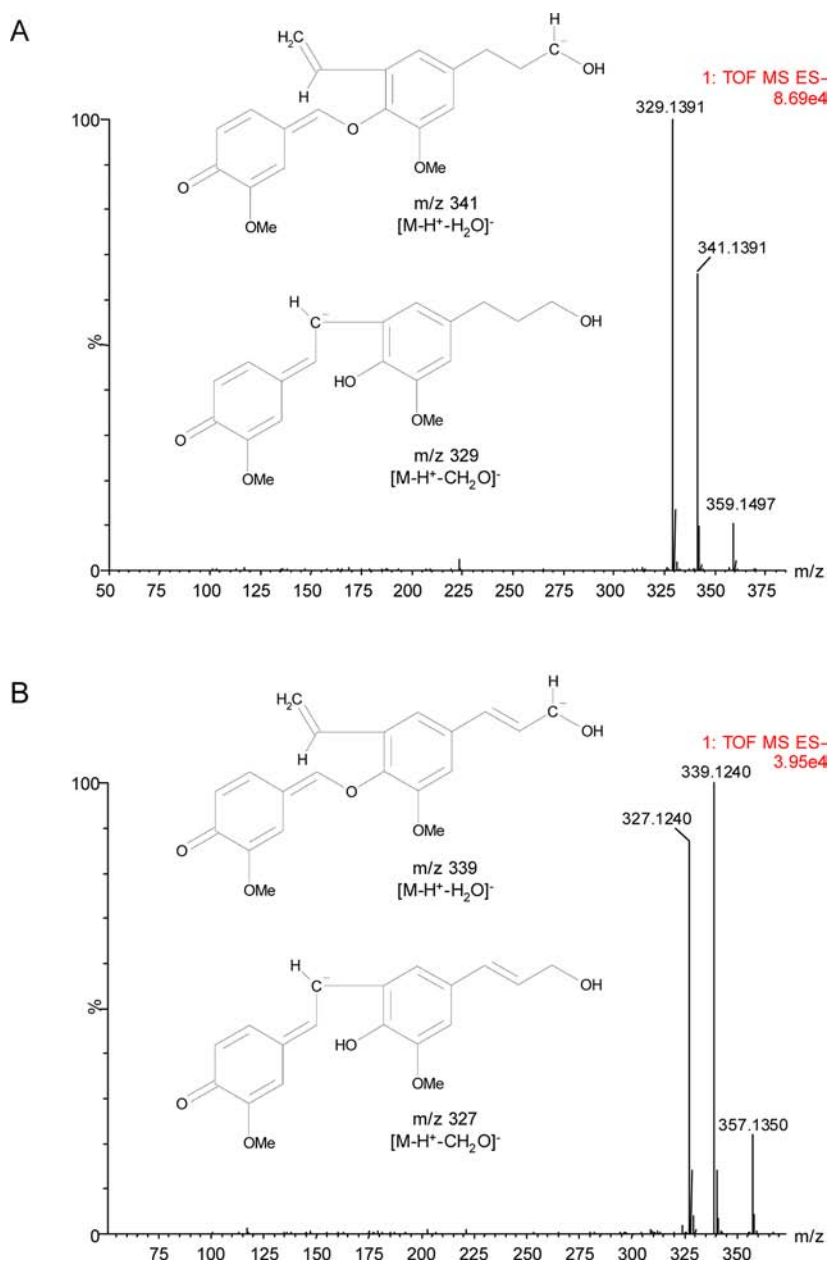 A
H
H₂C
C⁻
OH
1: TOF MS ES-
8.69e4
H
100
329.1391
O
O
OMe
OMe
m/z 341
[M-H⁺-H₂O]⁻
341.1391
H
C⁻
OH
%
HO
O
OMe
OMe
m/z 329
[M-H⁺-CH₂O]⁻
359.1497
0
m/z
50 75 100 125 150 175 200 225 250 275 300 325 350 375
B
H
H₂C
C⁻
OH
1: TOF MS ES-
3.95e4
H
100
339.1240
327.1240
O
O
OMe
OMe
m/z 339
[M-H⁺-H₂O]⁻
H
C⁻
OH
%
HO
O
OMe
OMe
m/z 327
[M-H⁺-CH₂O]⁻
357.1350
0
m/z
75 100 125 150 175 200 225 250 275 300 325 350